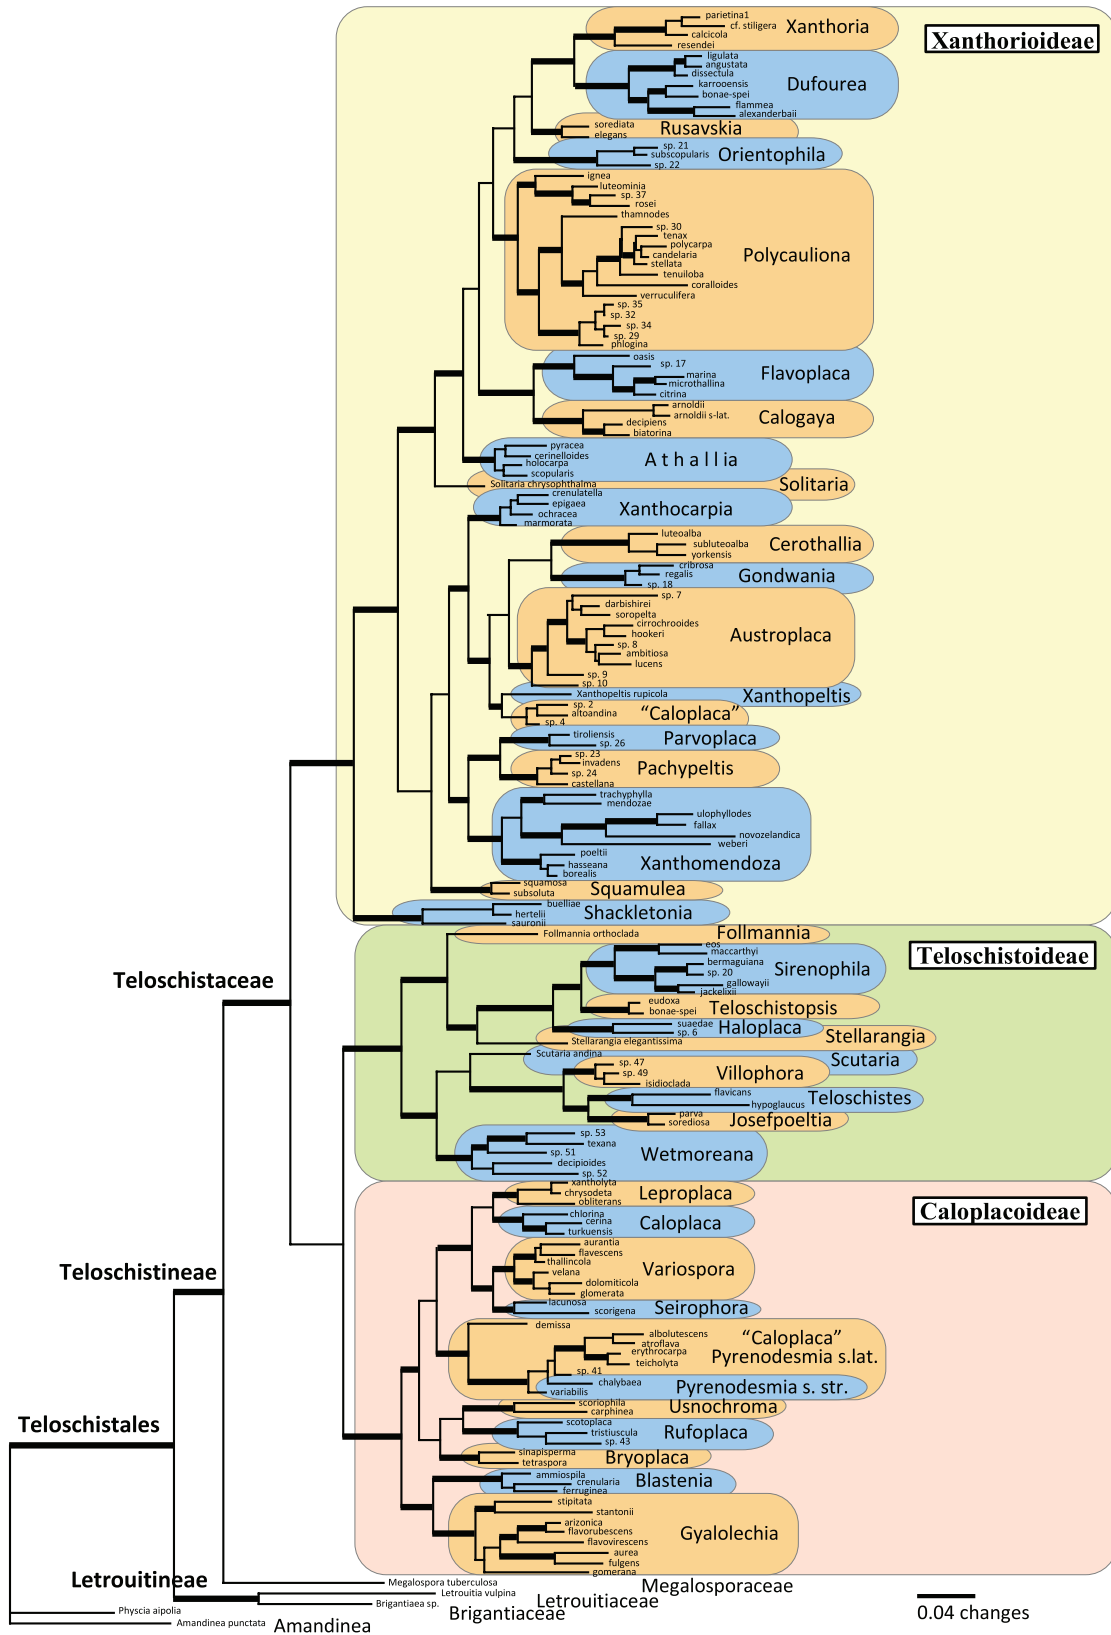 Xanthorioideae
parietina1
cf. stiligera
calcicola
resendei
Xanthoria
ligulata
angustata
dissectula
karrooensis
bonae-spei
flammea
alexanderbaii
Dufourea
sorediata
elegans
Rusavskia
sp. 21
subscopularis
sp. 22
Orientophila
ignea
luteominia
sp. 37
rosei
thamnodes
sp. 30
tenax
polycarpa
candelaria
stellata
tenuiloba
coralloides
verruculifera
sp. 35
sp. 32
sp. 34
sp. 29
phlogina
Polycauliona
oasis
sp. 17
marina
microthallina
citrina
Flavoplaca
arnoldii
arnoldii s-lat.
decipiens
biatorina
Calogaya
pyracea
cerinelloides
holocarpa
scopularis
Athallia
Solitaria chrysophthalma
Solitaria
crenulatella
epigaea
ochracea
marmorata
Xanthocarpia
luteoalba
subluteoalba
yorkensis
Cerothallia
cribrosa
regalis
sp. 18
Gondwania
sp. 7
darbishirei
soropelta
cirrochrooides
hookeri
sp. 8
ambitiosa
lucens
sp. 9
sp. 10
Austroplaca
Xanthopeltis rupicola
Xanthopeltis
sp. 2
altoandina
sp. 4
“Caloplaca”
tiroliensis
sp. 26
Parvoplaca
sp. 23
invadens
sp. 24
castellana
Pachypeltis
trachyphylla
mendozae
ulophyllodes
fallax
novozelandica
weberi
poeltii
hasseana
borealis
Xanthomendoza
squamosa
subsoluta
Squamulea
buelliae
hertelii
sauronii
Shackletonia
Teloschistoideae
Follmannia orthoclada
Follmannia
eos
maccarthyi
bermaguiana
sp. 20
gallowayii
jackelixii
Sirenophila
Teloschistaceae
eudoxa
bonae-spei
Teloschistopsis
suaedae
sp. 6
Haloplaca
Stellarangia elegantissima
Stellarangia
Scutaria andina
Scutaria
sp. 47
sp. 49
isidioclada
Villophora
flavicans
hypoglaucus
Teloschistes
parva
sorediosa
Josefpoeltia
sp. 53
texana
sp. 51
decipioides
sp. 52
Wetmoreana
Caloplacoideae
xantholyta
chrysodeta
obliterans
Leproplaca
chlorina
cerina
turkuensis
Caloplaca
aurantia
flavescens
thallincola
velana
dolomiticola
glomerata
Variospora
Teloschistineae
lacunosa
scorigena
Seirophora
demissa
albolutescens
atroflava
erythrocarpa
teicholyta
sp. 41
“Caloplaca”
Pyrenodesmia s.lat.
chalybaea
variabilis
Pyrenodesmia s. str.
scoriophila
carphinea
Usnochroma
scotoplaca
tristiuscula
sp. 43
Rufoplaca
Teloschistales
sinapisperma
tetraspora
Bryoplaca
ammiospila
crenularia
ferruginea
Blastenia
stipitata
stantonii
arizonica
flavorubescens
flavovirescens
aurea
fulgens
gomerana
Gyalolechia
Letrouitineae
Megalospora tuberculosa
Megalosporaceae
Letrouitia vulpina
Letrouitiaceae
Brigantiaea sp.
Brigantiaceae
Physcia aipolia
Amandinea punctata
Amandinea
0.04 changes